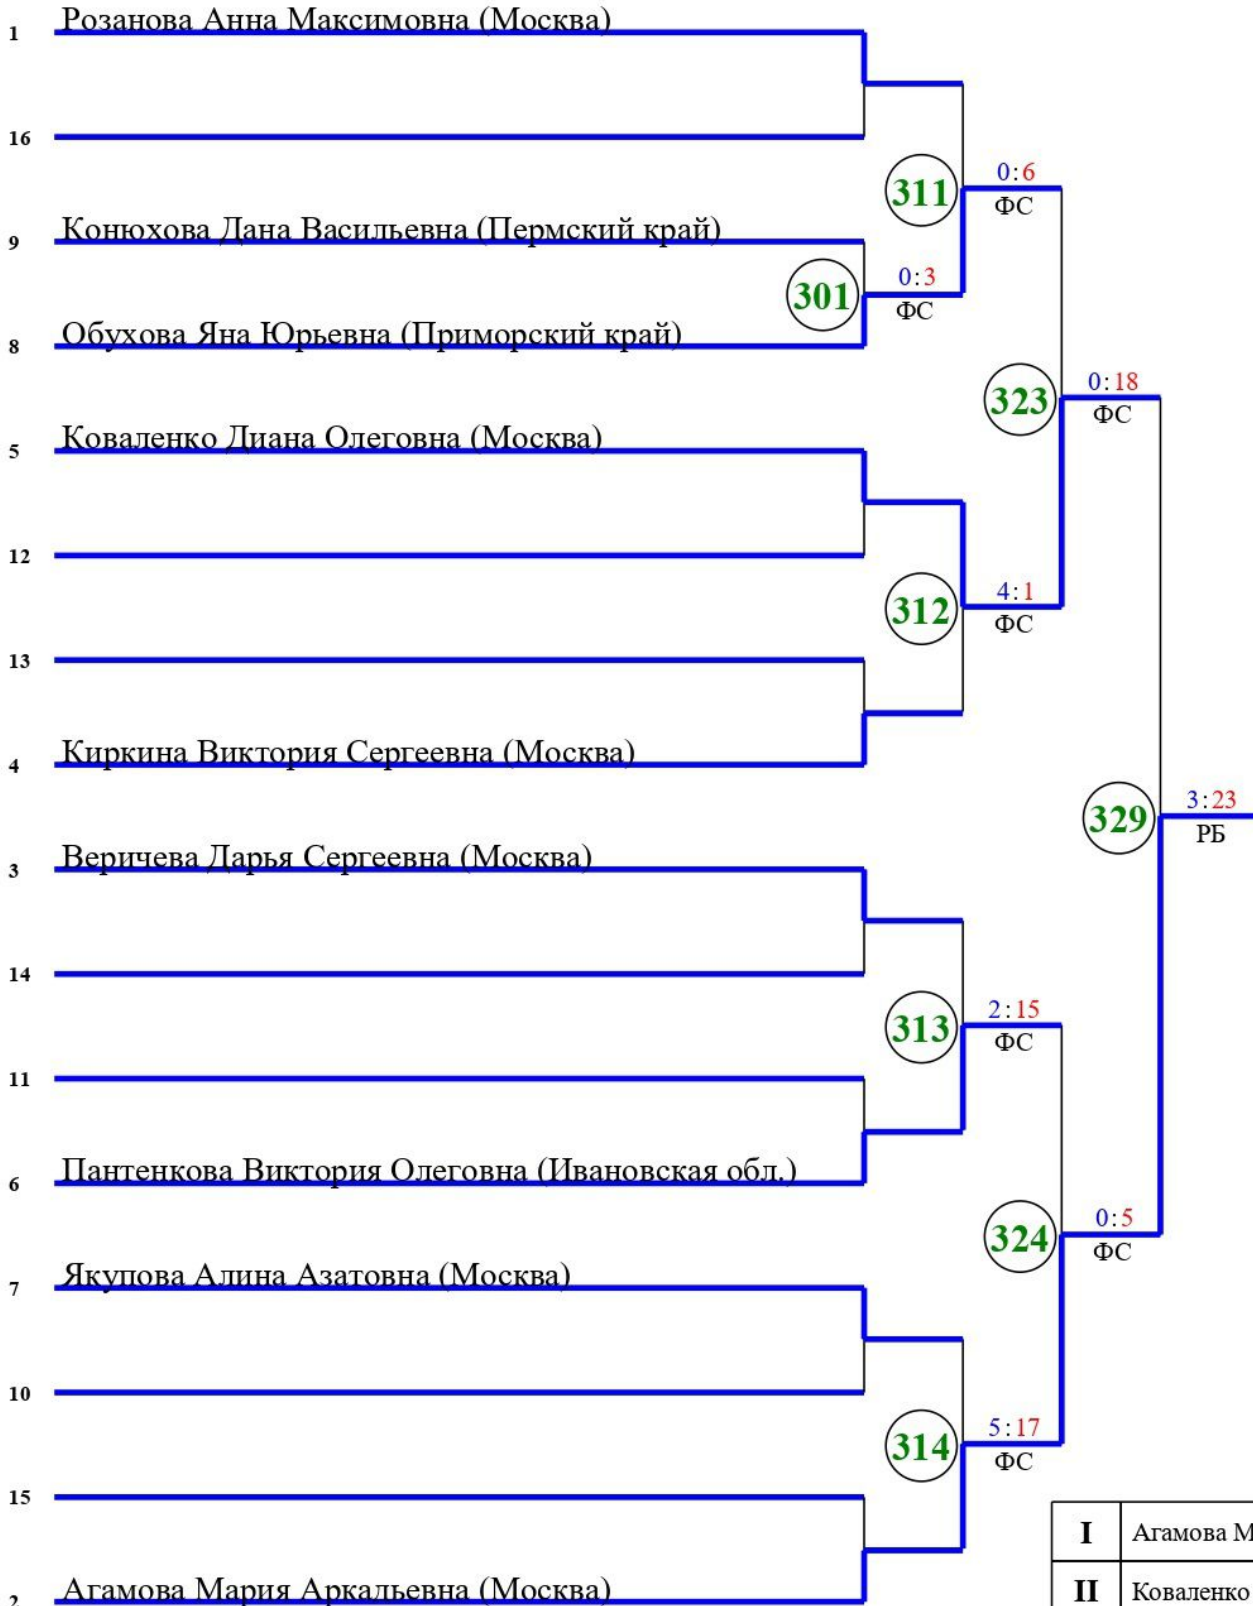 1 Розанова Анна Максимовна (Москва)
16
311 0:6
ФС
9 Конюхова Дана Васильевна (Пермский край)
301 0:3
ФС
8 Обухова Яна Юрьевна (Приморский край)
323 0:18
ФС
5 Коваленко Диана Олеговна (Москва)
12
312 4:1
ФС
13
4 Киркина Виктория Сергеевна (Москва)
329 3:23
РБ
3 Веричева Дарья Сергеевна (Москва)
14
313 2:15
ФС
11
6 Пантенкова Виктория Олеговна (Ивановская обл.)
324 0:5
ФС
7 Якупова Алина Азатовна (Москва)
10
314 5:17
ФС
15
I Агамова М
2 Агамова Мария Аркадьевна (Москва)
II Коваленко